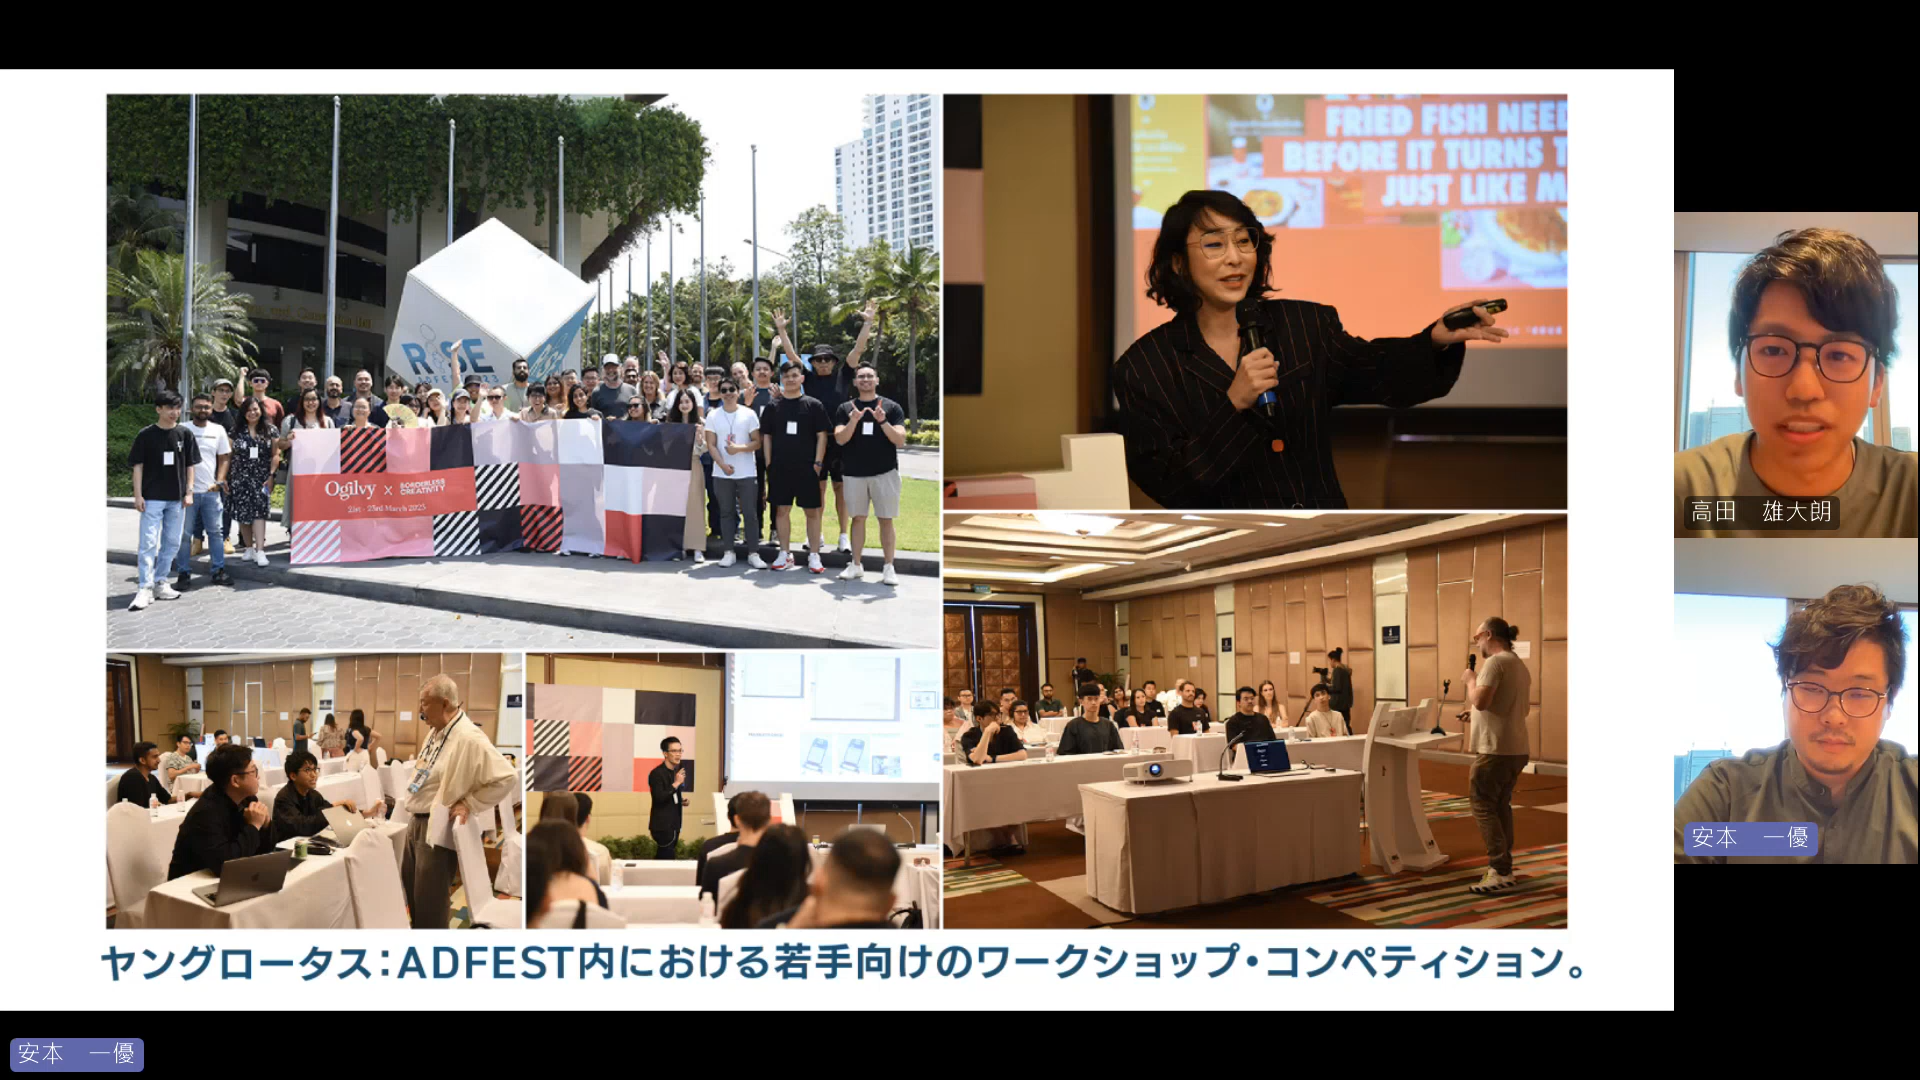 FRIED FISH NEED
BEFORE IT TURNS T
JUST LIKE M
RISE
ADFEST 2023
Ogilvy × BORDERLESS
CREATIVITY
21st - 23rd March 2023
ヤングロータス：ADFEST内における若手向けのワークショップ・コンペティション。
高田　雄大朗
安本　一優
安本　一優